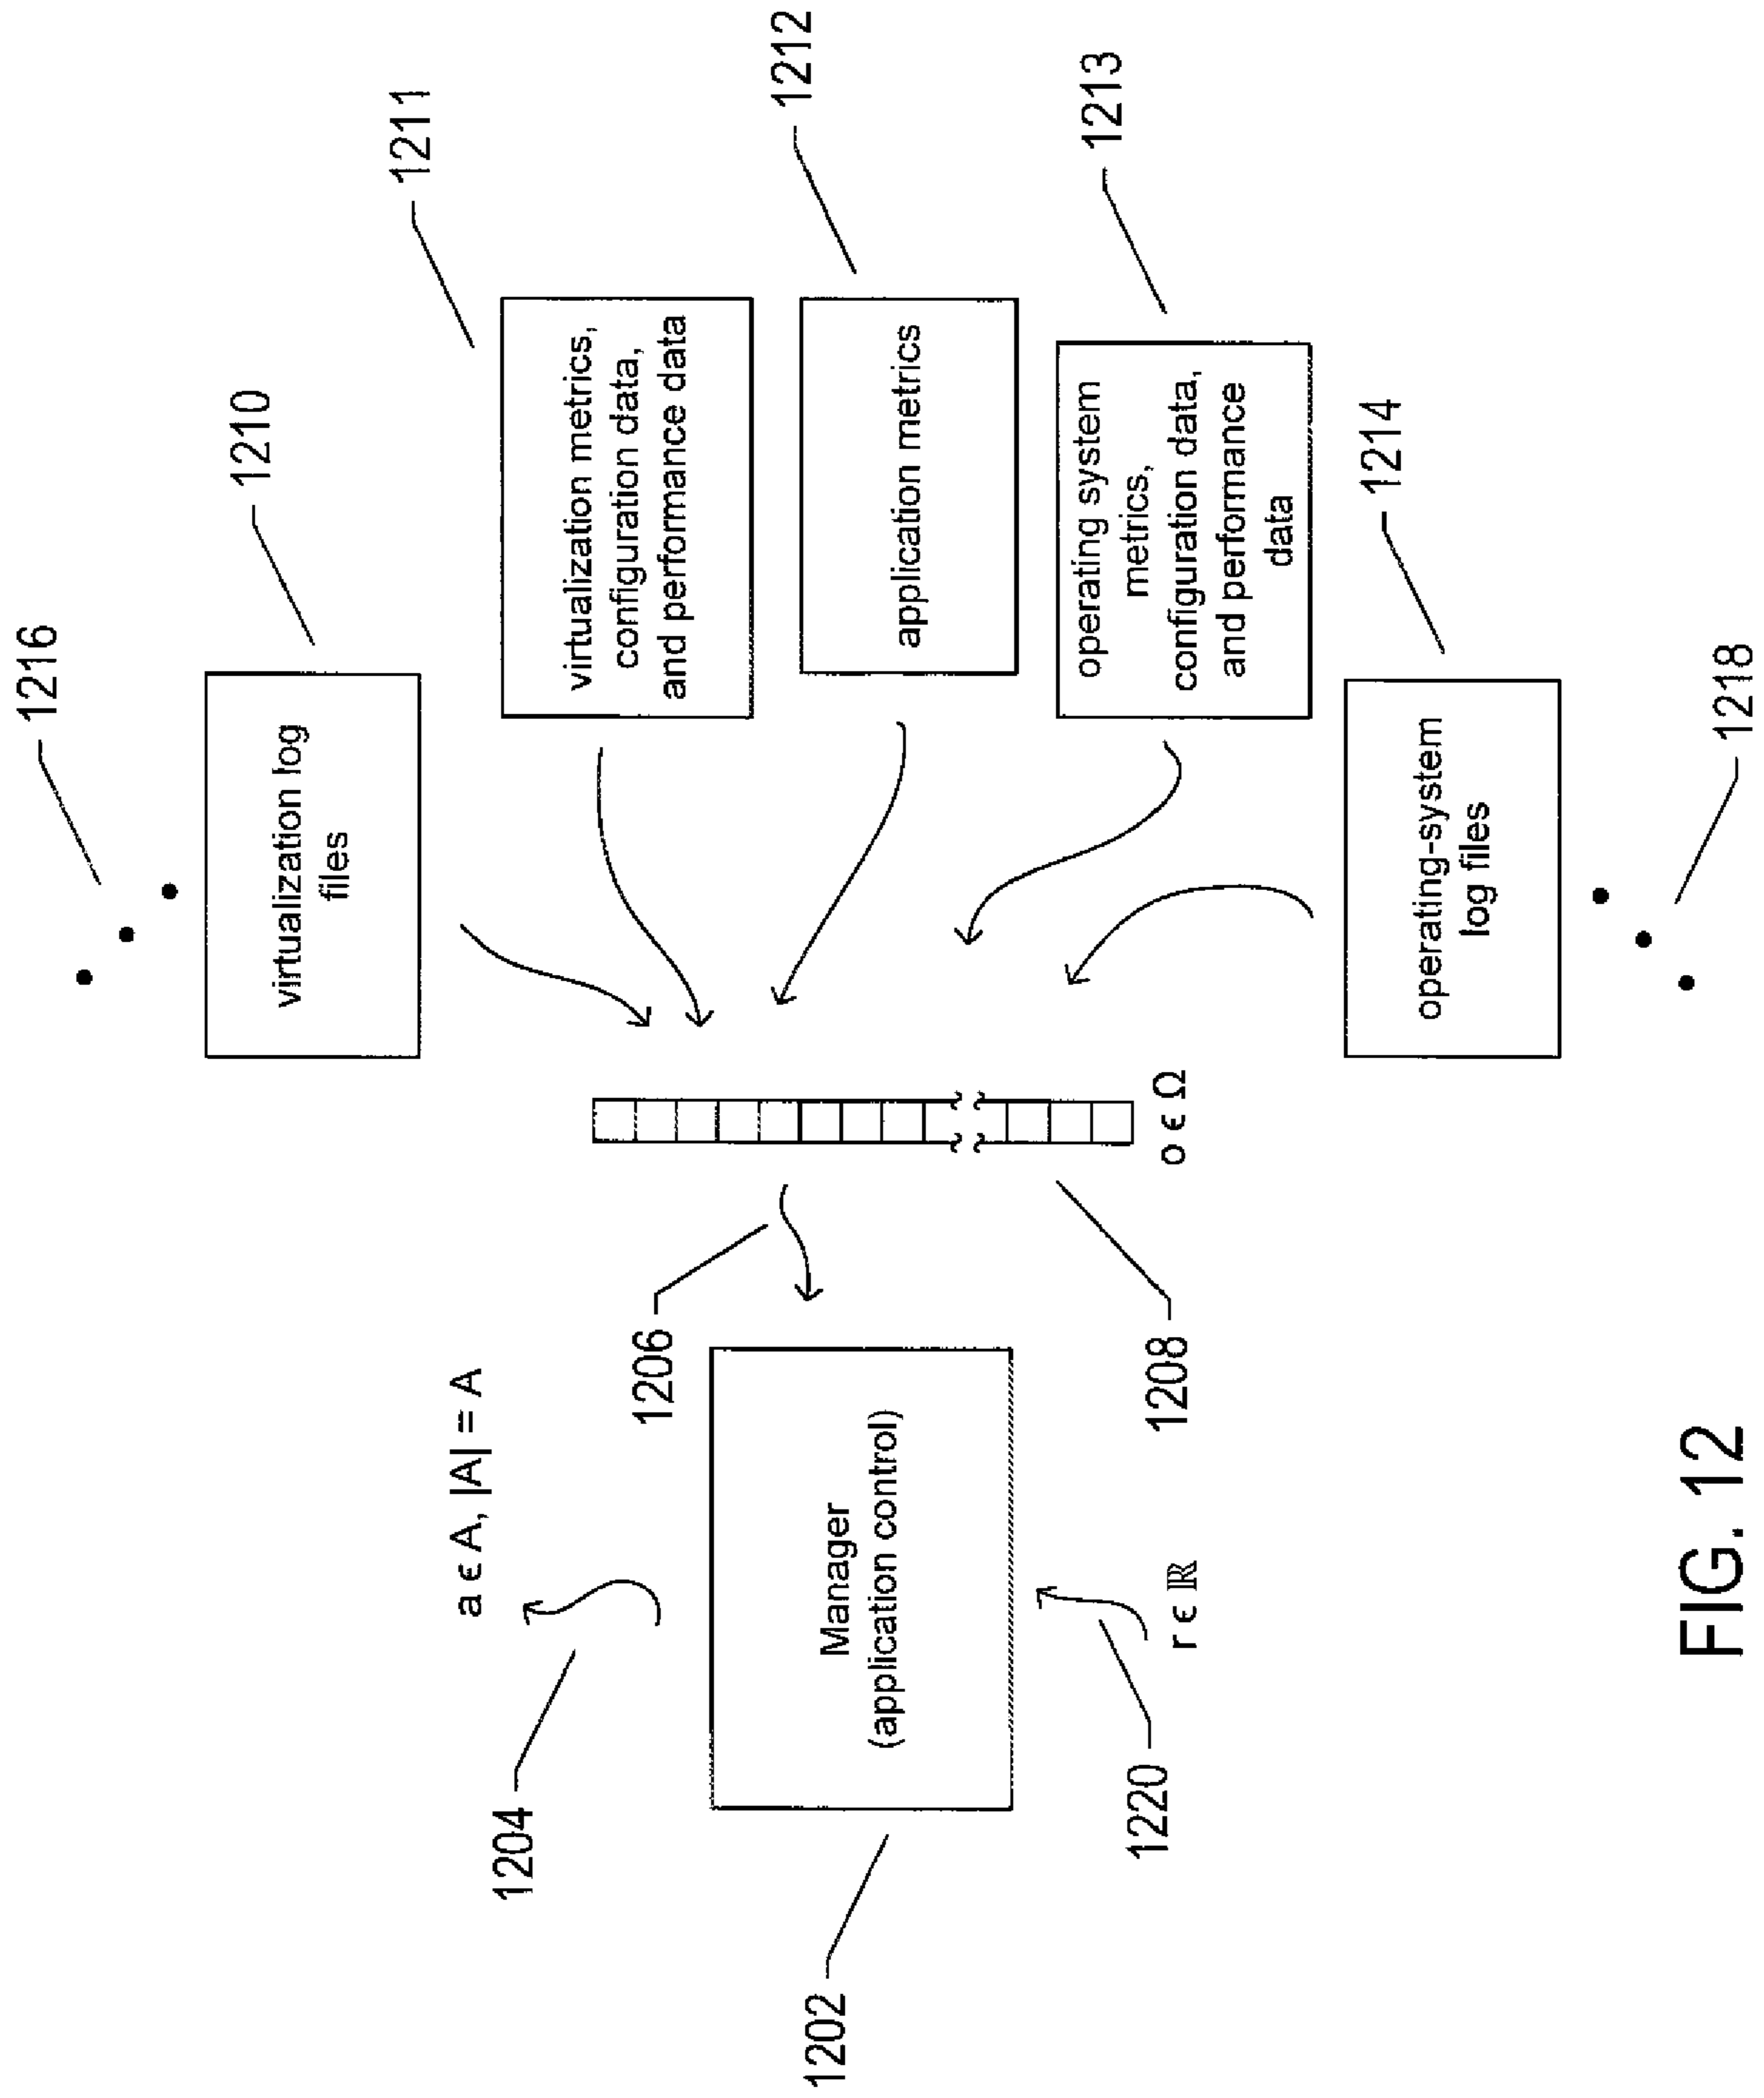 1216
1210
virtualization log
files
1211
virtualization metrics,
configuration data,
and performance data
1212
application metrics
1213
operating system
metrics,
configuration data,
and performance
data
1214
operating-system
log files
1218
1204
a ϵ A, |A| = A
1206
1202
Manager
(application control)
1208
o ϵ Ω
1220
r ϵ ℝ
FIG. 12